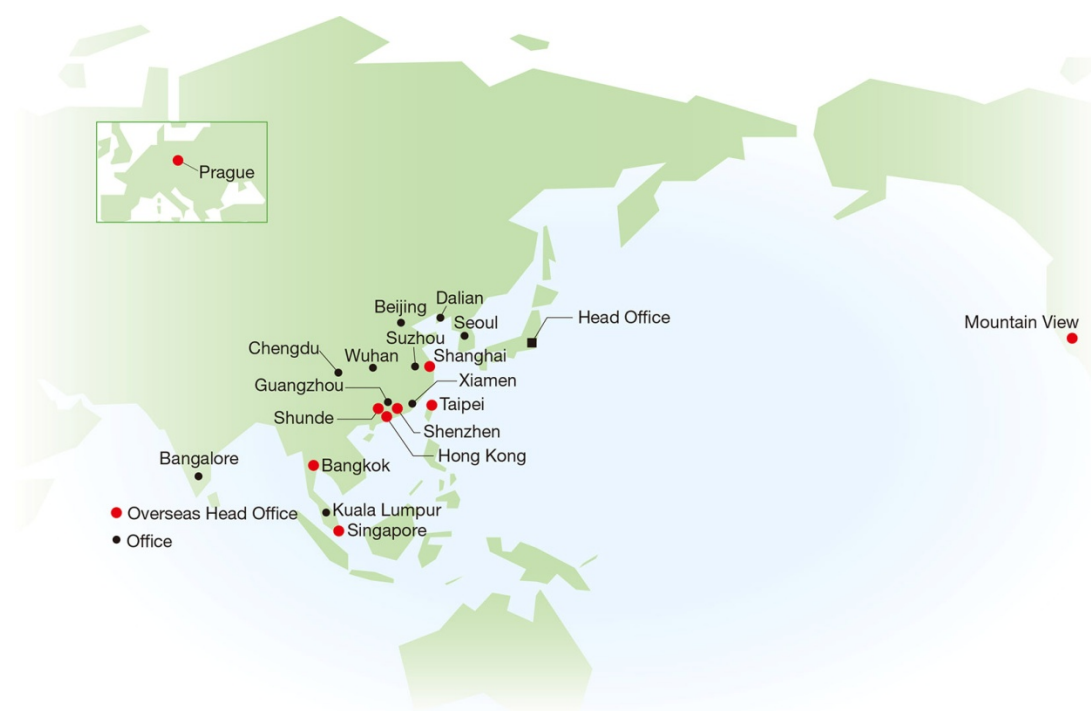 Prague
Dalian
Beijing
Head Office
Seoul
Mountain View
Suzhou
Chengdu
Wuhan
Shanghai
Xiamen
Guangzhou
Taipei
Shunde
Shenzhen
Hong Kong
Bangalore
Bangkok
Kuala Lumpur
Overseas Head Office
Singapore
Office